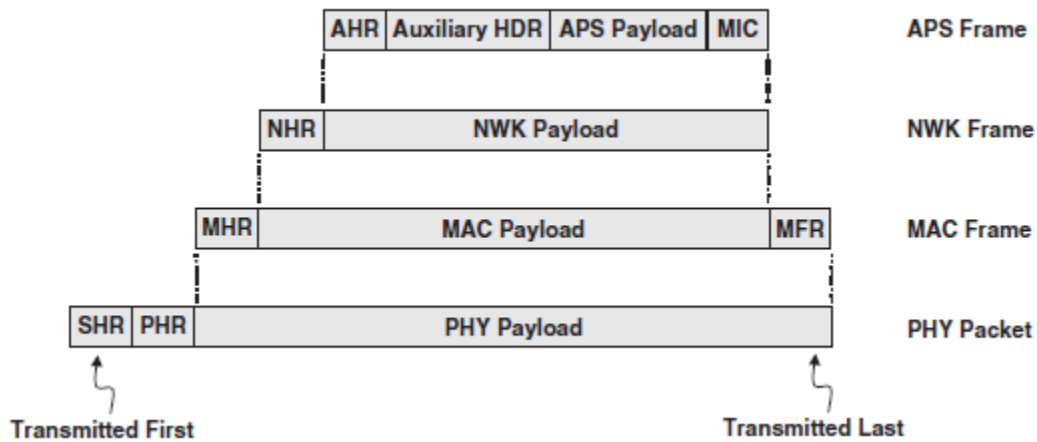 AHR Auxiliary HDR APS Payload MIC APS Frame
NHR NWK Payload NWK Frame
MHR MAC Payload MFR MAC Frame
SHR PHR PHY Payload PHY Packet
Transmitted First Transmitted Last